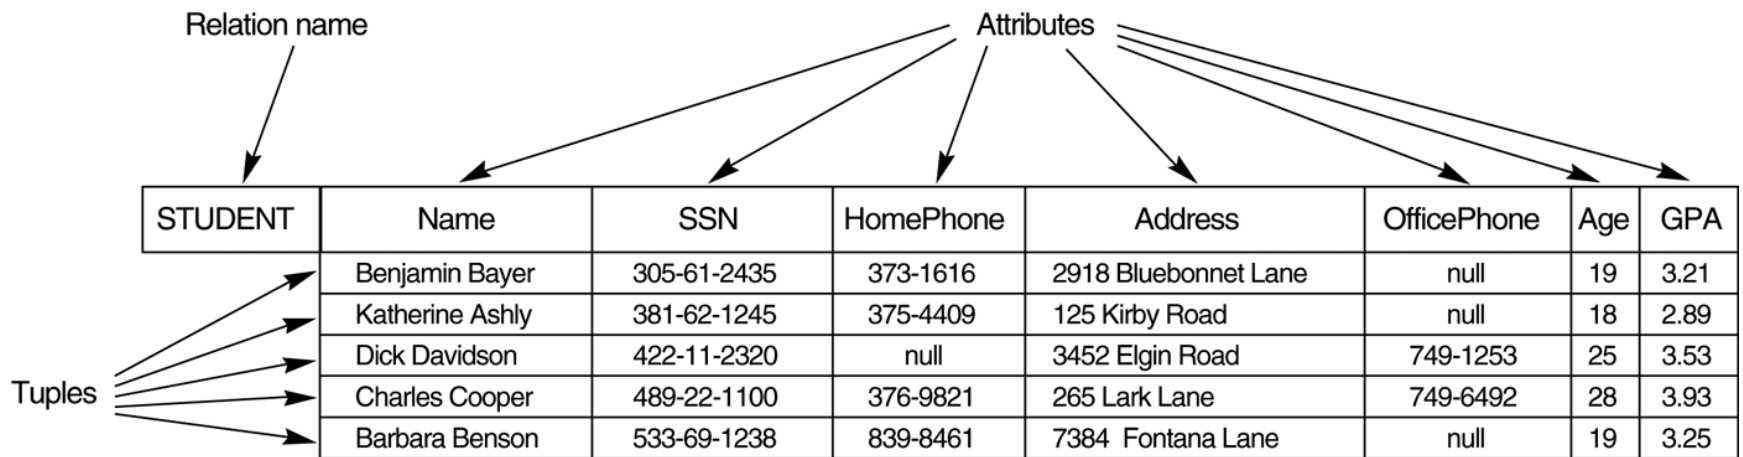 Relation name Attributes
STUDENT Name SSN HomePhone Address OfficePhone Age GPA
Benjamin Bayer 305-61-2435 373-1616 2918 Bluebonnet Lane null 19 3.21
Katherine Ashly 381-62-1245 375-4409 125 Kirby Road null 18 2.89
Dick Davidson 422-11-2320 null 3452 Elgin Road 749-1253 25 3.53
Tuples Charles Cooper 489-22-1100 376-9821 265 Lark Lane 749-6492 28 3.93
Barbara Benson 533-69-1238 839-8461 7384 Fontana Lane null 19 3.25